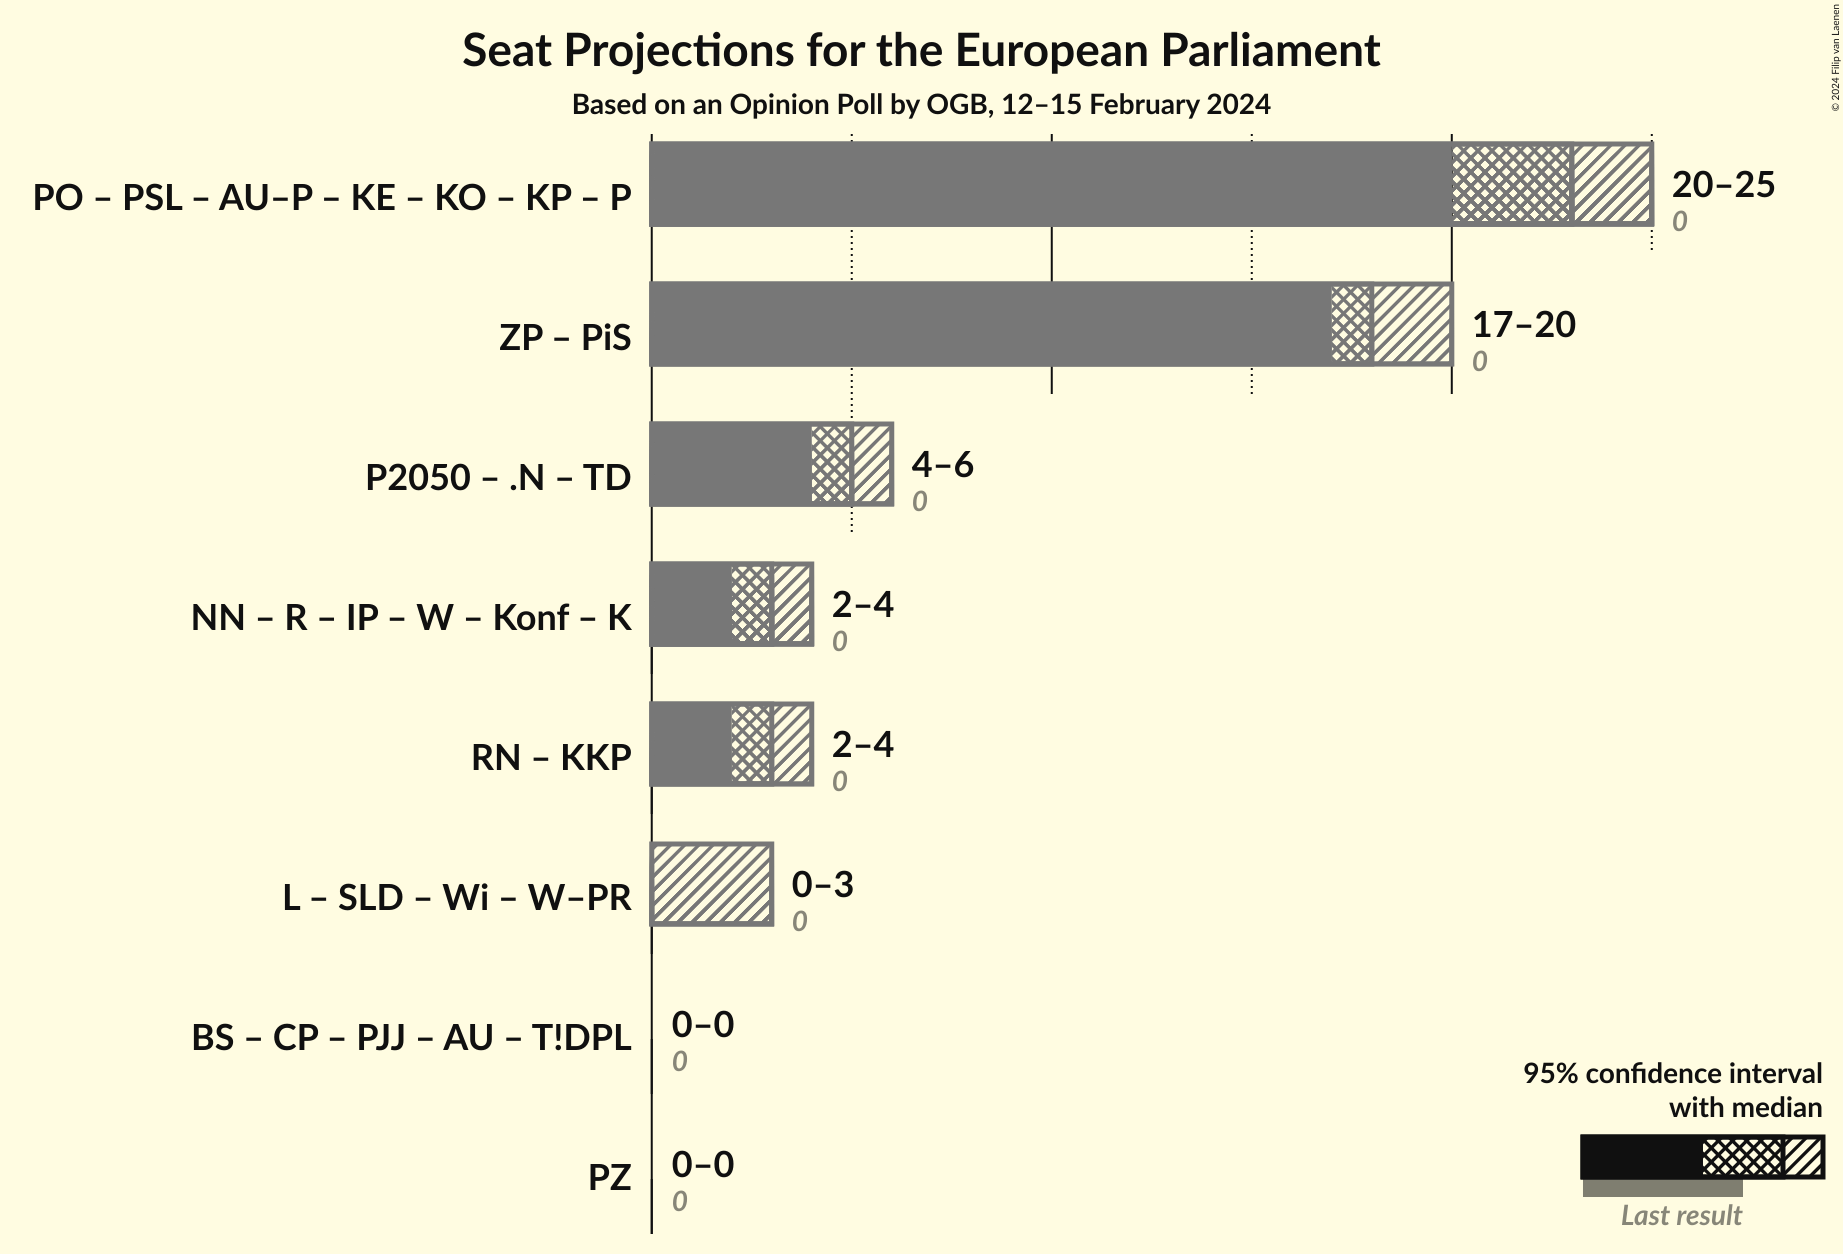 Seat Projections for the European Parliament
Based on an Opinion Poll by OGB, 12–15 February 2024
© 2024 Filip van Laenen
PO – PSL – AU–P – KE – KO – KP – P
20–25
0
ZP – PiS
17–20
0
P2050 – .N – TD
4–6
0
NN – R – IP – W – Konf – K
2–4
0
RN – KKP
2–4
0
L – SLD – Wi – W–PR
0–3
0
BS – CP – PJJ – AU – T!DPL
0–0
0
PZ
0–0
0
95% confidence interval
with median
Last result